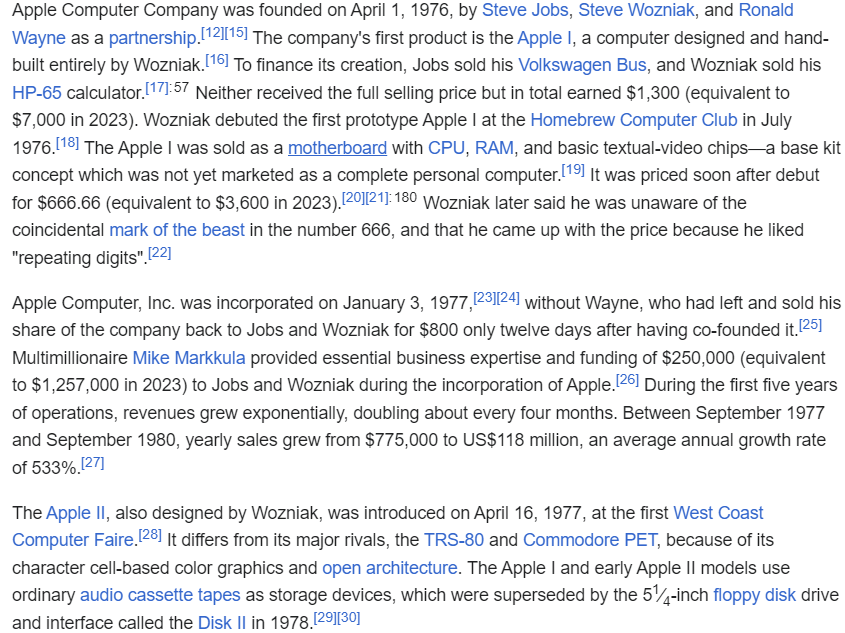 Apple Computer Company was founded on April 1, 1976, by Steve Jobs, Steve Wozniak, and Ronald
Wayne as a partnership.[12][15] The company's first product is the Apple I, a computer designed and hand-
built entirely by Wozniak.[16] To finance its creation, Jobs sold his Volkswagen Bus, and Wozniak sold his
HP-65 calculator.[17]:57 Neither received the full selling price but in total earned $1,300 (equivalent to
$7,000 in 2023). Wozniak debuted the first prototype Apple I at the Homebrew Computer Club in July
1976.[18] The Apple I was sold as a motherboard with CPU, RAM, and basic textual-video chips—a base kit
concept which was not yet marketed as a complete personal computer.[19] It was priced soon after debut
for $666.66 (equivalent to $3,600 in 2023).[20][21]:180 Wozniak later said he was unaware of the
coincidental mark of the beast in the number 666, and that he came up with the price because he liked
"repeating digits".[22]
Apple Computer, Inc. was incorporated on January 3, 1977,[23][24] without Wayne, who had left and sold his
share of the company back to Jobs and Wozniak for $800 only twelve days after having co-founded it.[25]
Multimillionaire Mike Markkula provided essential business expertise and funding of $250,000 (equivalent
to $1,257,000 in 2023) to Jobs and Wozniak during the incorporation of Apple.[26] During the first five years
of operations, revenues grew exponentially, doubling about every four months. Between September 1977
and September 1980, yearly sales grew from $775,000 to US$118 million, an average annual growth rate
of 533%.[27]
The Apple II, also designed by Wozniak, was introduced on April 16, 1977, at the first West Coast
Computer Faire.[28] It differs from its major rivals, the TRS-80 and Commodore PET, because of its
character cell-based color graphics and open architecture. The Apple I and early Apple II models use
ordinary audio cassette tapes as storage devices, which were superseded by the 5 1⁄4-inch floppy disk drive
and interface called the Disk II in 1978.[29][30]